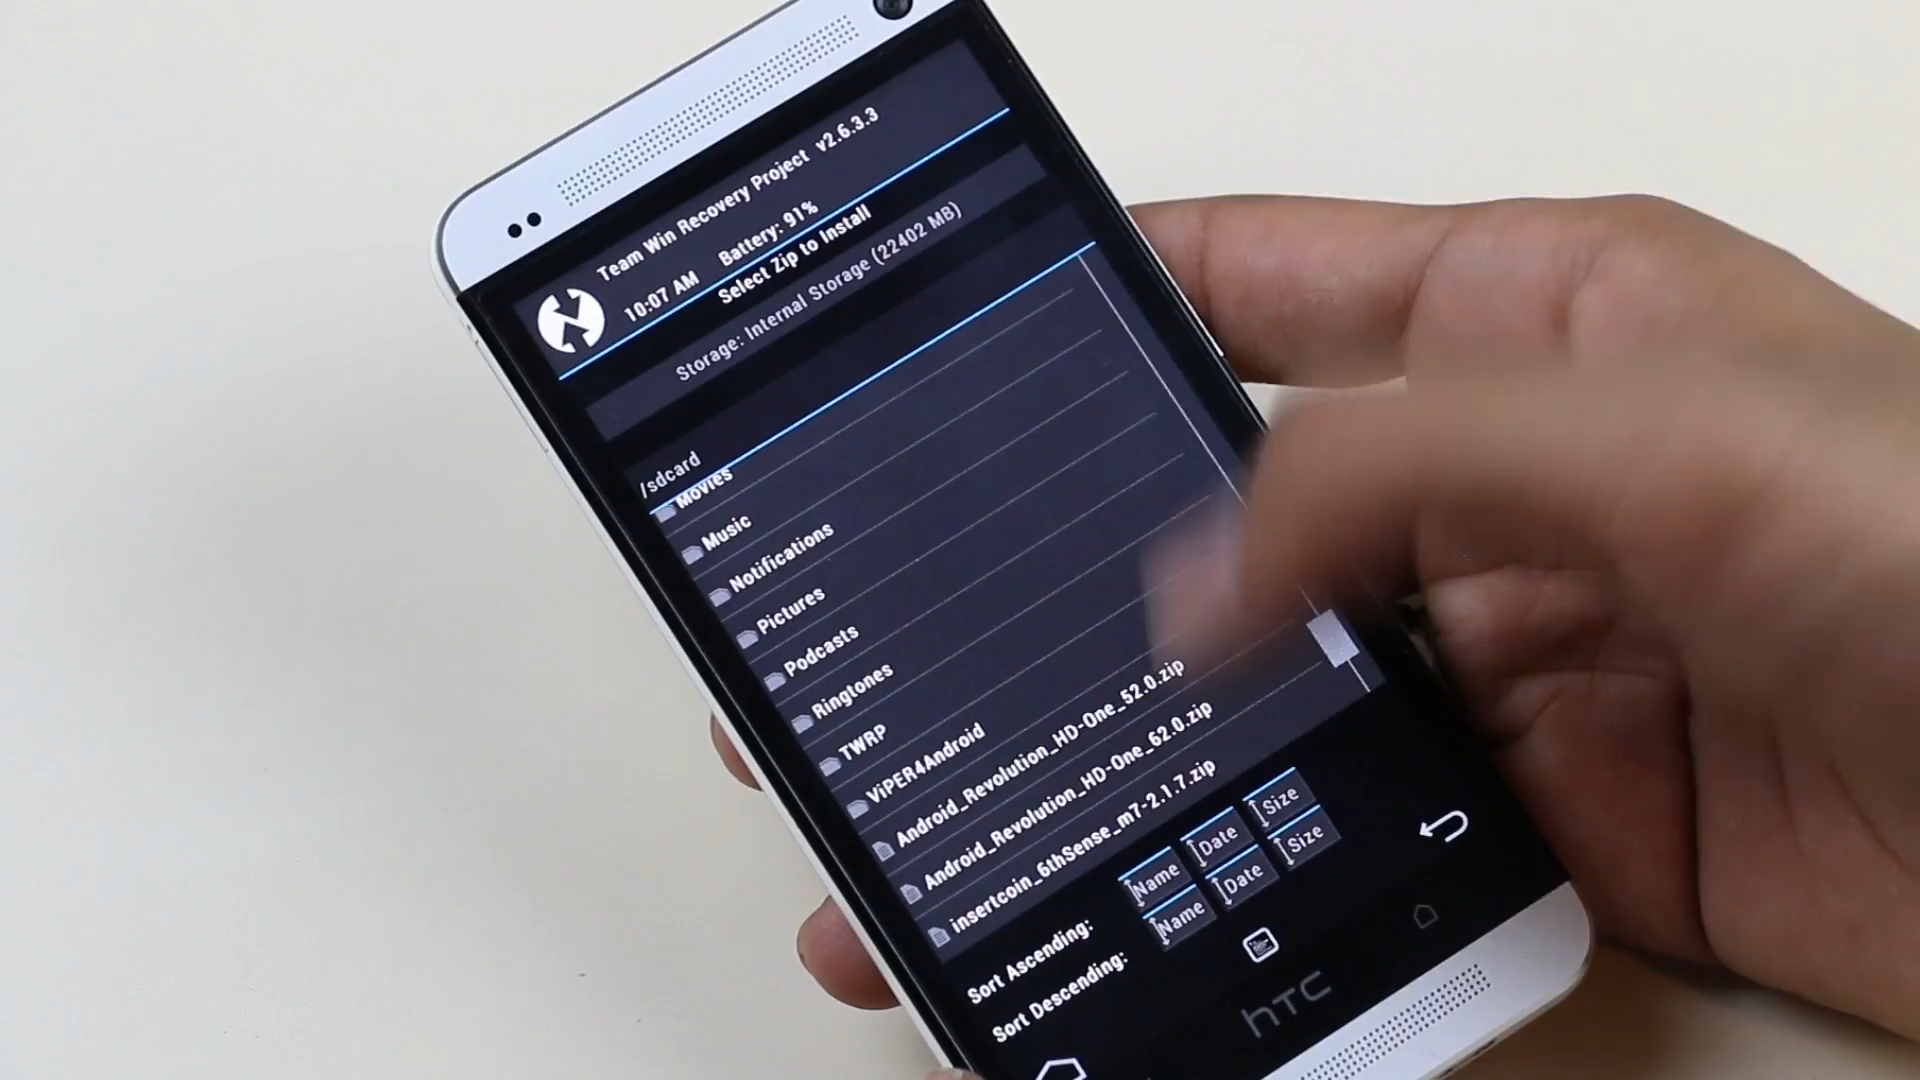 Team Win Recovery Project v2.6.3.3
10:07 AM Battery: 91%
Select Zip to Install
Storage: Internal Storage (22402 MB)
/sdcard
Movies
Music
Notifications
Pictures
Podcasts
Ringtones
TWRP
ViPER4Android
Android_Revolution_HD-One_52.0.zip
Android_Revolution_HD-One_62.0.zip
insertcoin_6thSense_m7-2.1.7.zip
Sort Ascending: Name Date Size
Sort Descending: Name Date Size
hTC